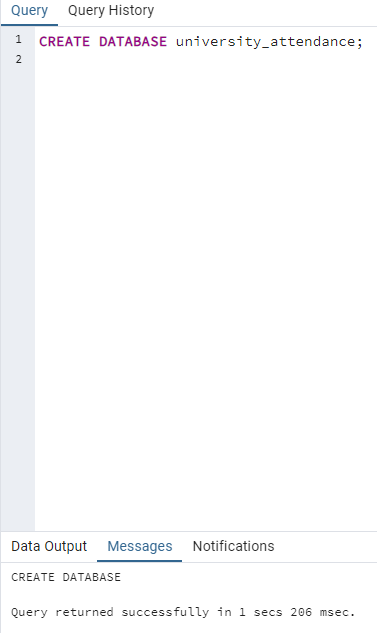 Query Query History
1 CREATE DATABASE university_attendance;
2
Data Output Messages Notifications
CREATE DATABASE
Query returned successfully in 1 secs 206 msec.